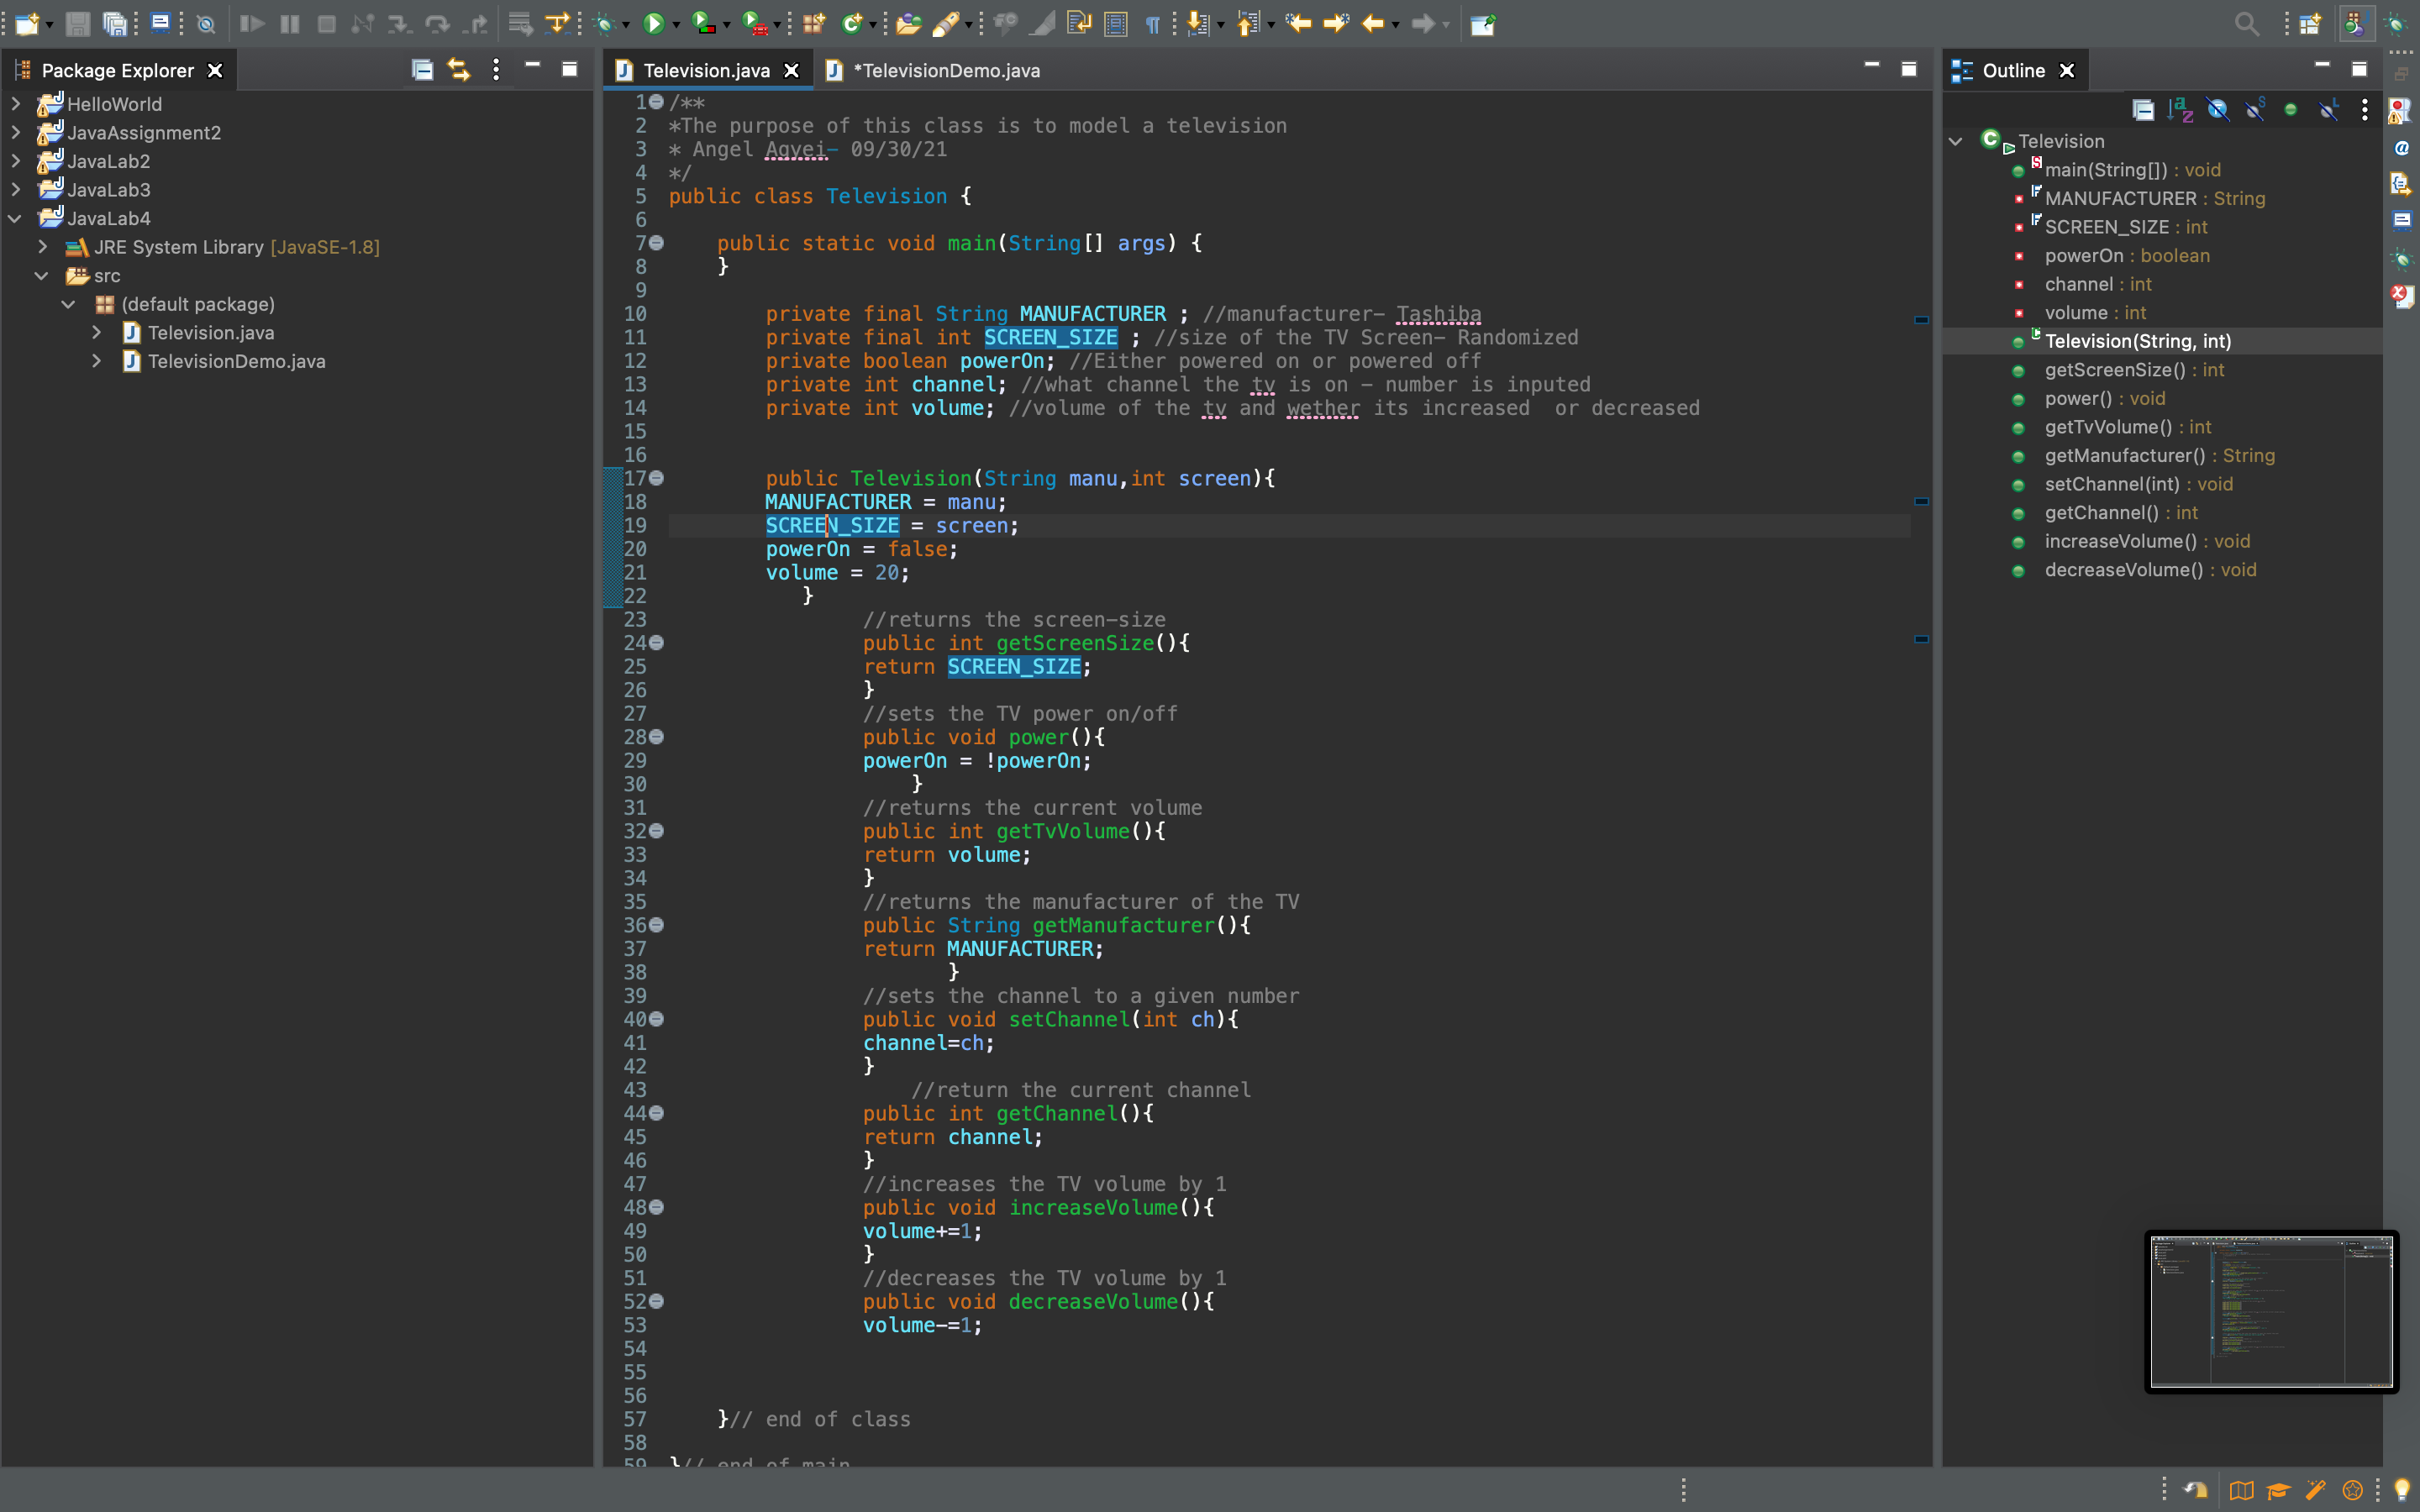 Package Explorer
HelloWorld
JavaAssignment2
JavaLab2
JavaLab3
JavaLab4
JRE System Library [JavaSE-1.8]
src
(default package)
Television.java
TelevisionDemo.java
Television.java
*TelevisionDemo.java
1 /**
2 *The purpose of this class is to model a television
3 * Angel Agyei- 09/30/21
4 */
5 public class Television {
6
7 public static void main(String[] args) {
8 }
9
10 private final String MANUFACTURER ; //manufacturer- Tashiba
11 private final int SCREEN_SIZE ; //size of the TV Screen- Randomized
12 private boolean powerOn; //Either powered on or powered off
13 private int channel; //what channel the tv is on - number is inputed
14 private int volume; //volume of the tv and wether its increased  or decreased
15
16
17 public Television(String manu,int screen){
18 MANUFACTURER = manu;
19 SCREEN_SIZE = screen;
20 powerOn = false;
21 volume = 20;
22 }
23 //returns the screen-size
24 public int getScreenSize(){
25 return SCREEN_SIZE;
26 }
27 //sets the TV power on/off
28 public void power(){
29 powerOn = !powerOn;
30 }
31 //returns the current volume
32 public int getTvVolume(){
33 return volume;
34 }
35 //returns the manufacturer of the TV
36 public String getManufacturer(){
37 return MANUFACTURER;
38 }
39 //sets the channel to a given number
40 public void setChannel(int ch){
41 channel=ch;
42 }
43 //return the current channel
44 public int getChannel(){
45 return channel;
46 }
47 //increases the TV volume by 1
48 public void increaseVolume(){
49 volume+=1;
50 }
51 //decreases the TV volume by 1
52 public void decreaseVolume(){
53 volume-=1;
54
55
56
57 }// end of class
58
59 }// end of main
Outline
Television
main(String[]) : void
MANUFACTURER : String
SCREEN_SIZE : int
powerOn : boolean
channel : int
volume : int
Television(String, int)
getScreenSize() : int
power() : void
getTvVolume() : int
getManufacturer() : String
setChannel(int) : void
getChannel() : int
increaseVolume() : void
decreaseVolume() : void